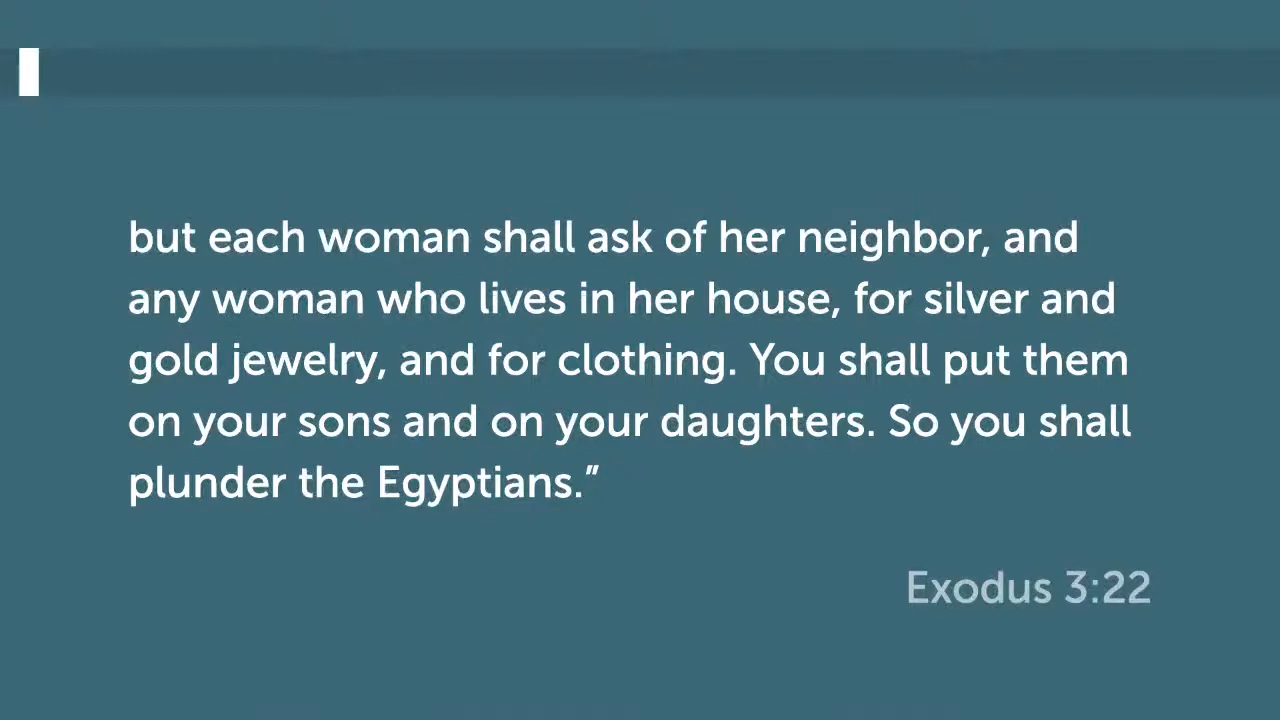 but each woman shall ask of her neighbor, and
any woman who lives in her house, for silver and
gold jewelry, and for clothing. You shall put them
on your sons and on your daughters. So you shall
plunder the Egyptians.”
Exodus 3:22